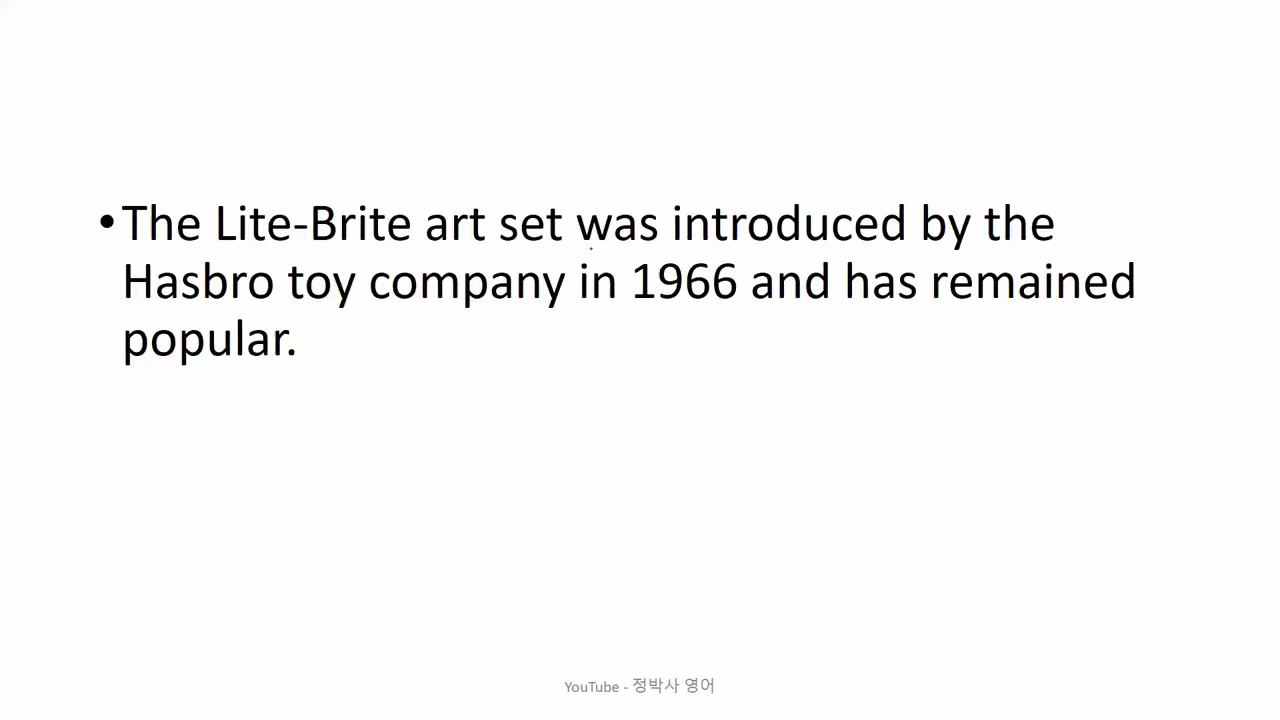 •The Lite-Brite art set was introduced by the
Hasbro toy company in 1966 and has remained
popular.
YouTube - 정박사 영어